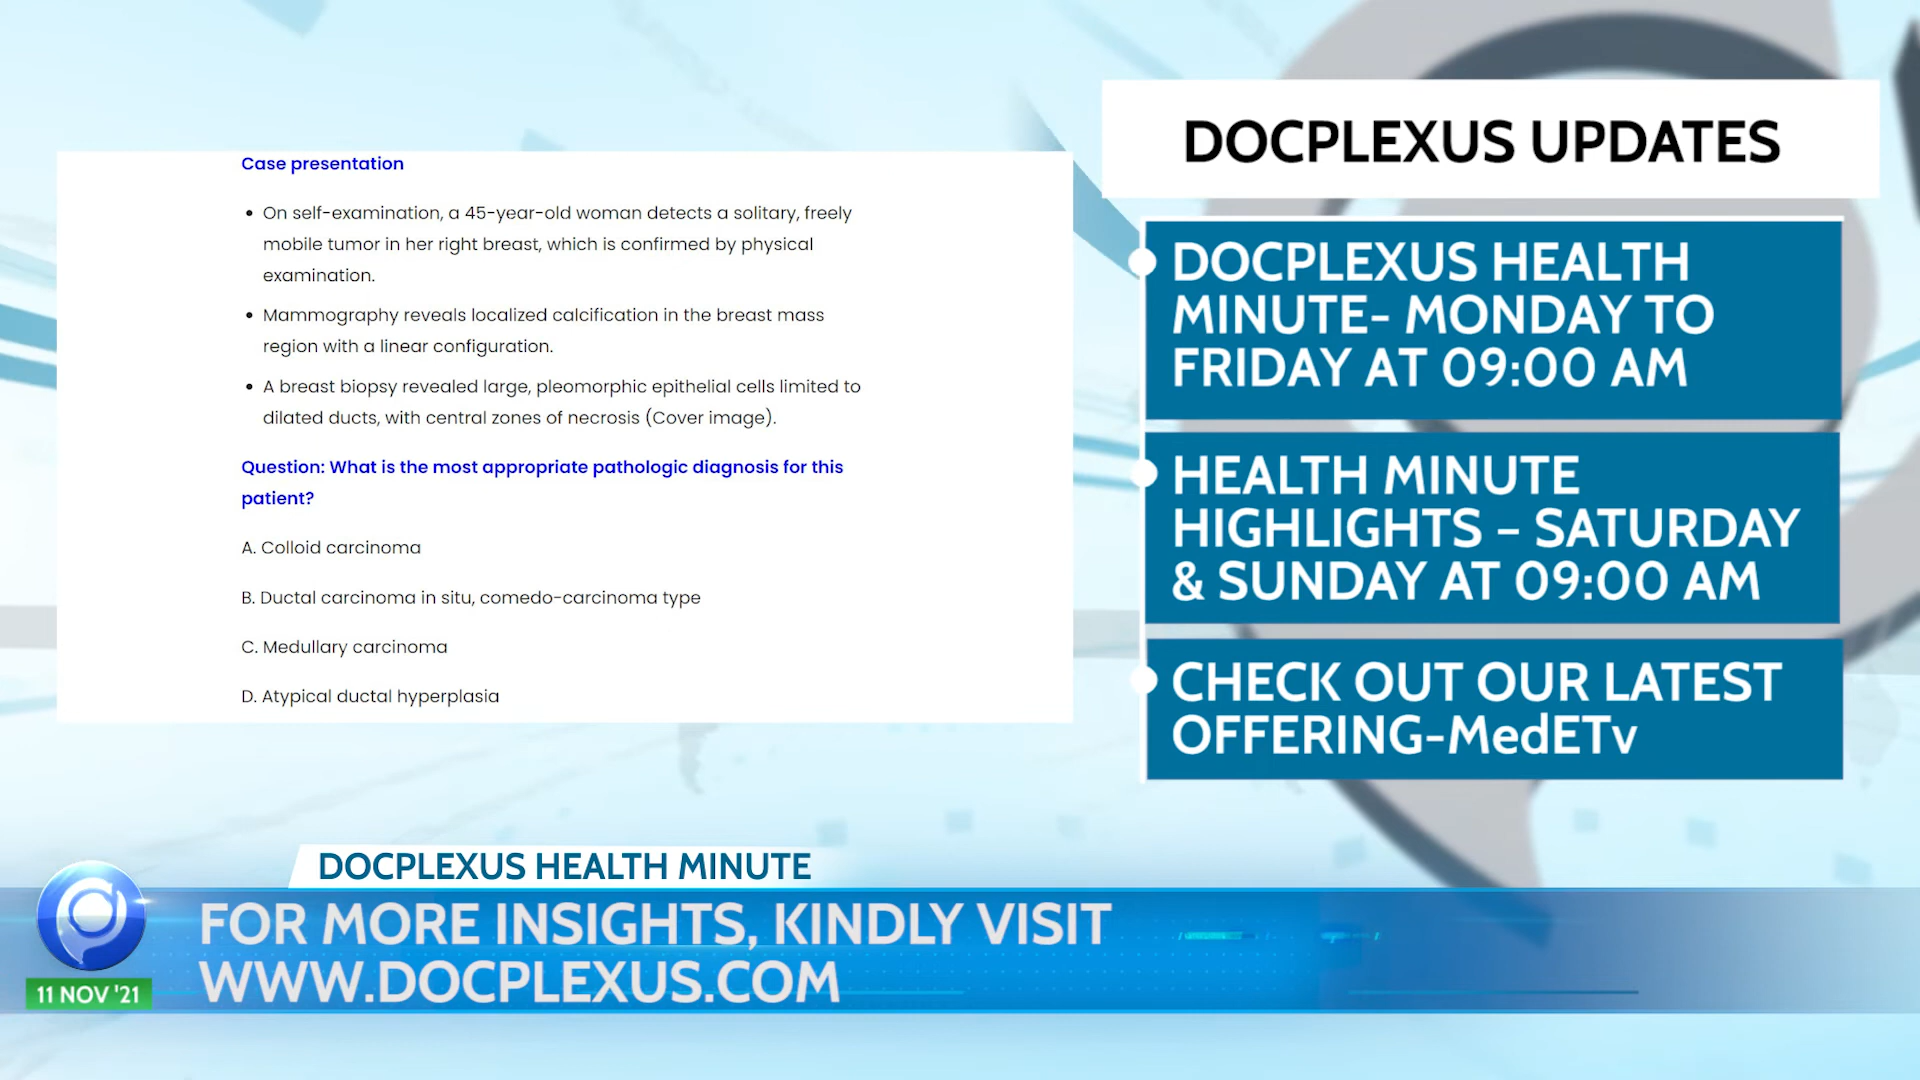 Case presentation
• On self-examination, a 45-year-old woman detects a solitary, freely
mobile tumor in her right breast, which is confirmed by physical
examination.
• Mammography reveals localized calcification in the breast mass
region with a linear configuration.
• A breast biopsy revealed large, pleomorphic epithelial cells limited to
dilated ducts, with central zones of necrosis (Cover image).
Question: What is the most appropriate pathologic diagnosis for this
patient?
A. Colloid carcinoma
B. Ductal carcinoma in situ, comedo-carcinoma type
C. Medullary carcinoma
D. Atypical ductal hyperplasia
DOCPLEXUS UPDATES
DOCPLEXUS HEALTH
MINUTE- MONDAY TO
FRIDAY AT 09:00 AM
HEALTH MINUTE
HIGHLIGHTS – SATURDAY
& SUNDAY AT 09:00 AM
CHECK OUT OUR LATEST
OFFERING-MedETv
DOCPLEXUS HEALTH MINUTE
FOR MORE INSIGHTS, KINDLY VISIT
WWW.DOCPLEXUS.COM
11 NOV '21